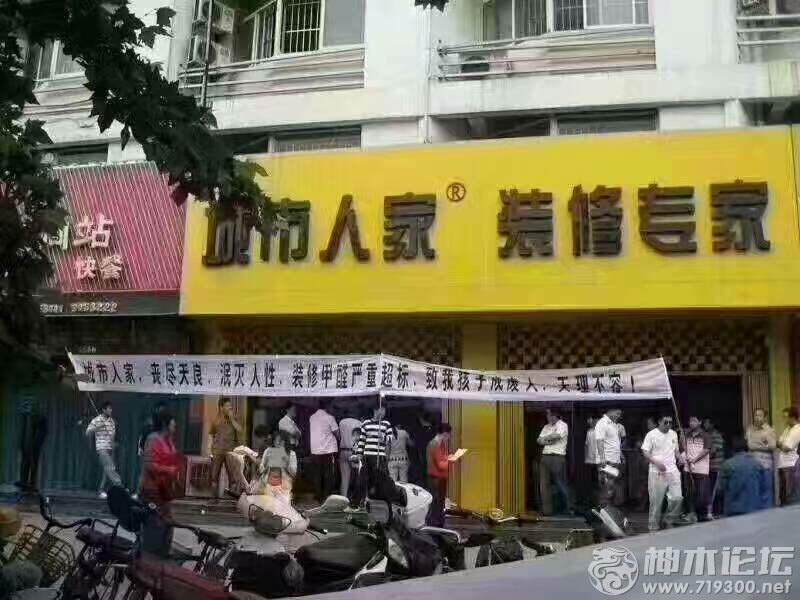 城市人家® 装修专家
站
快餐
城市人家，丧尽天良，泯灭人性，装修甲醛严重超标，致我孩子成废人，天理不容！
神木论坛
www.719300.net